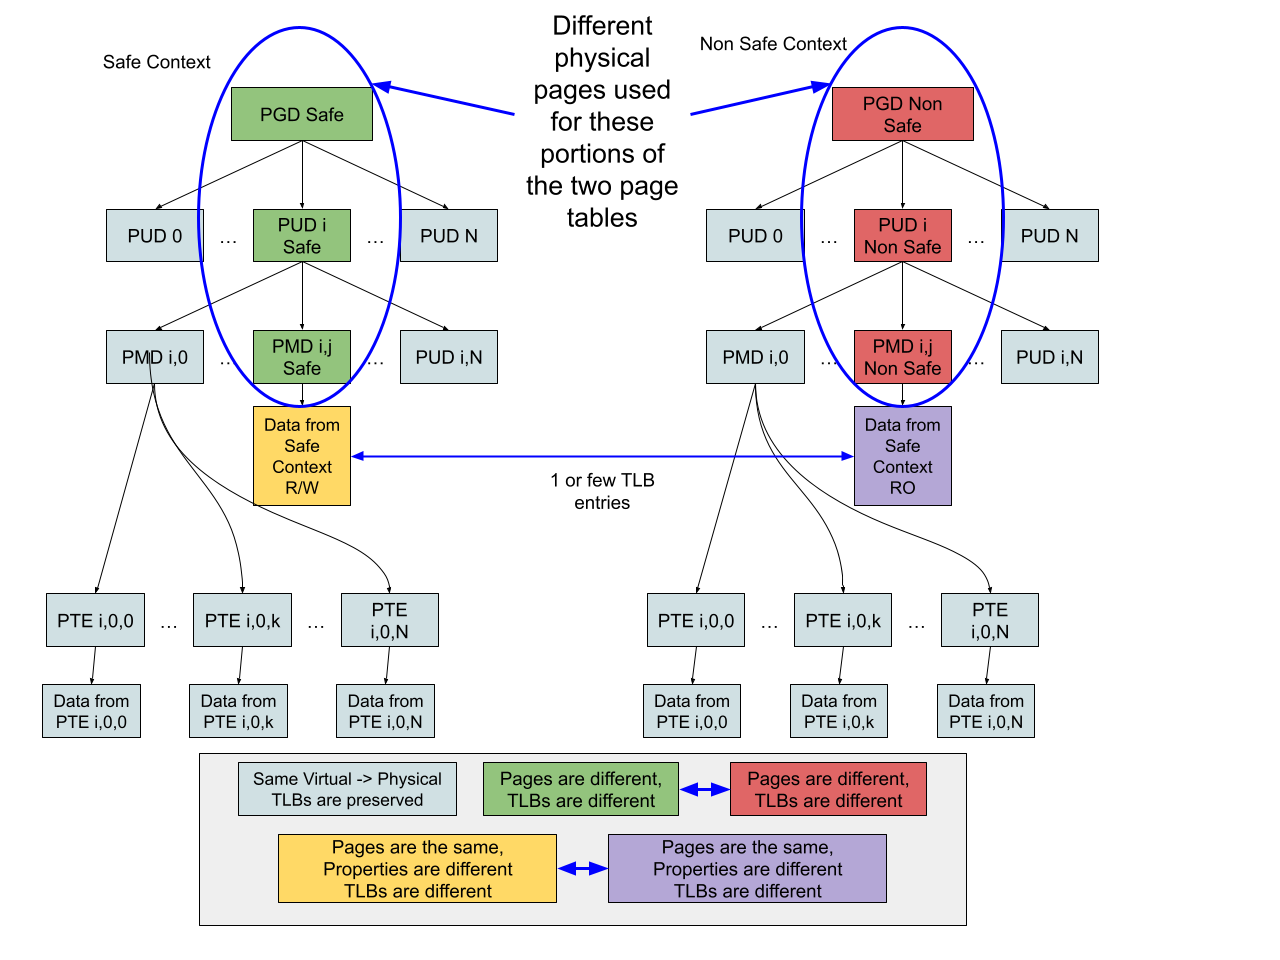 Safe Context
Different
physical
pages used
for these
portions of
the two page
tables
Non Safe Context
PGD Safe
PGD Non
Safe
PUD 0
...
PUD i
Safe
...
PUD N
PUD 0
...
PUD i
Non Safe
...
PUD N
PMD i,0
...
PMD i,j
Safe
...
PUD i,N
PMD i,0
...
PMD i,j
Non Safe
...
PUD i,N
Data from
Safe
Context
R/W
1 or few TLB
entries
Data from
Safe
Context
RO
PTE i,0,0
...
PTE i,0,k
...
PTE
i,0,N
PTE i,0,0
...
PTE i,0,k
...
PTE
i,0,N
Data from
PTE i,0,0
Data from
PTE i,0,k
Data from
PTE i,0,N
Data from
PTE i,0,0
Data from
PTE i,0,k
Data from
PTE i,0,N
Same Virtual -> Physical
TLBs are preserved
Pages are different,
TLBs are different
Pages are different,
TLBs are different
Pages are the same,
Properties are different
TLBs are different
Pages are the same,
Properties are different
TLBs are different